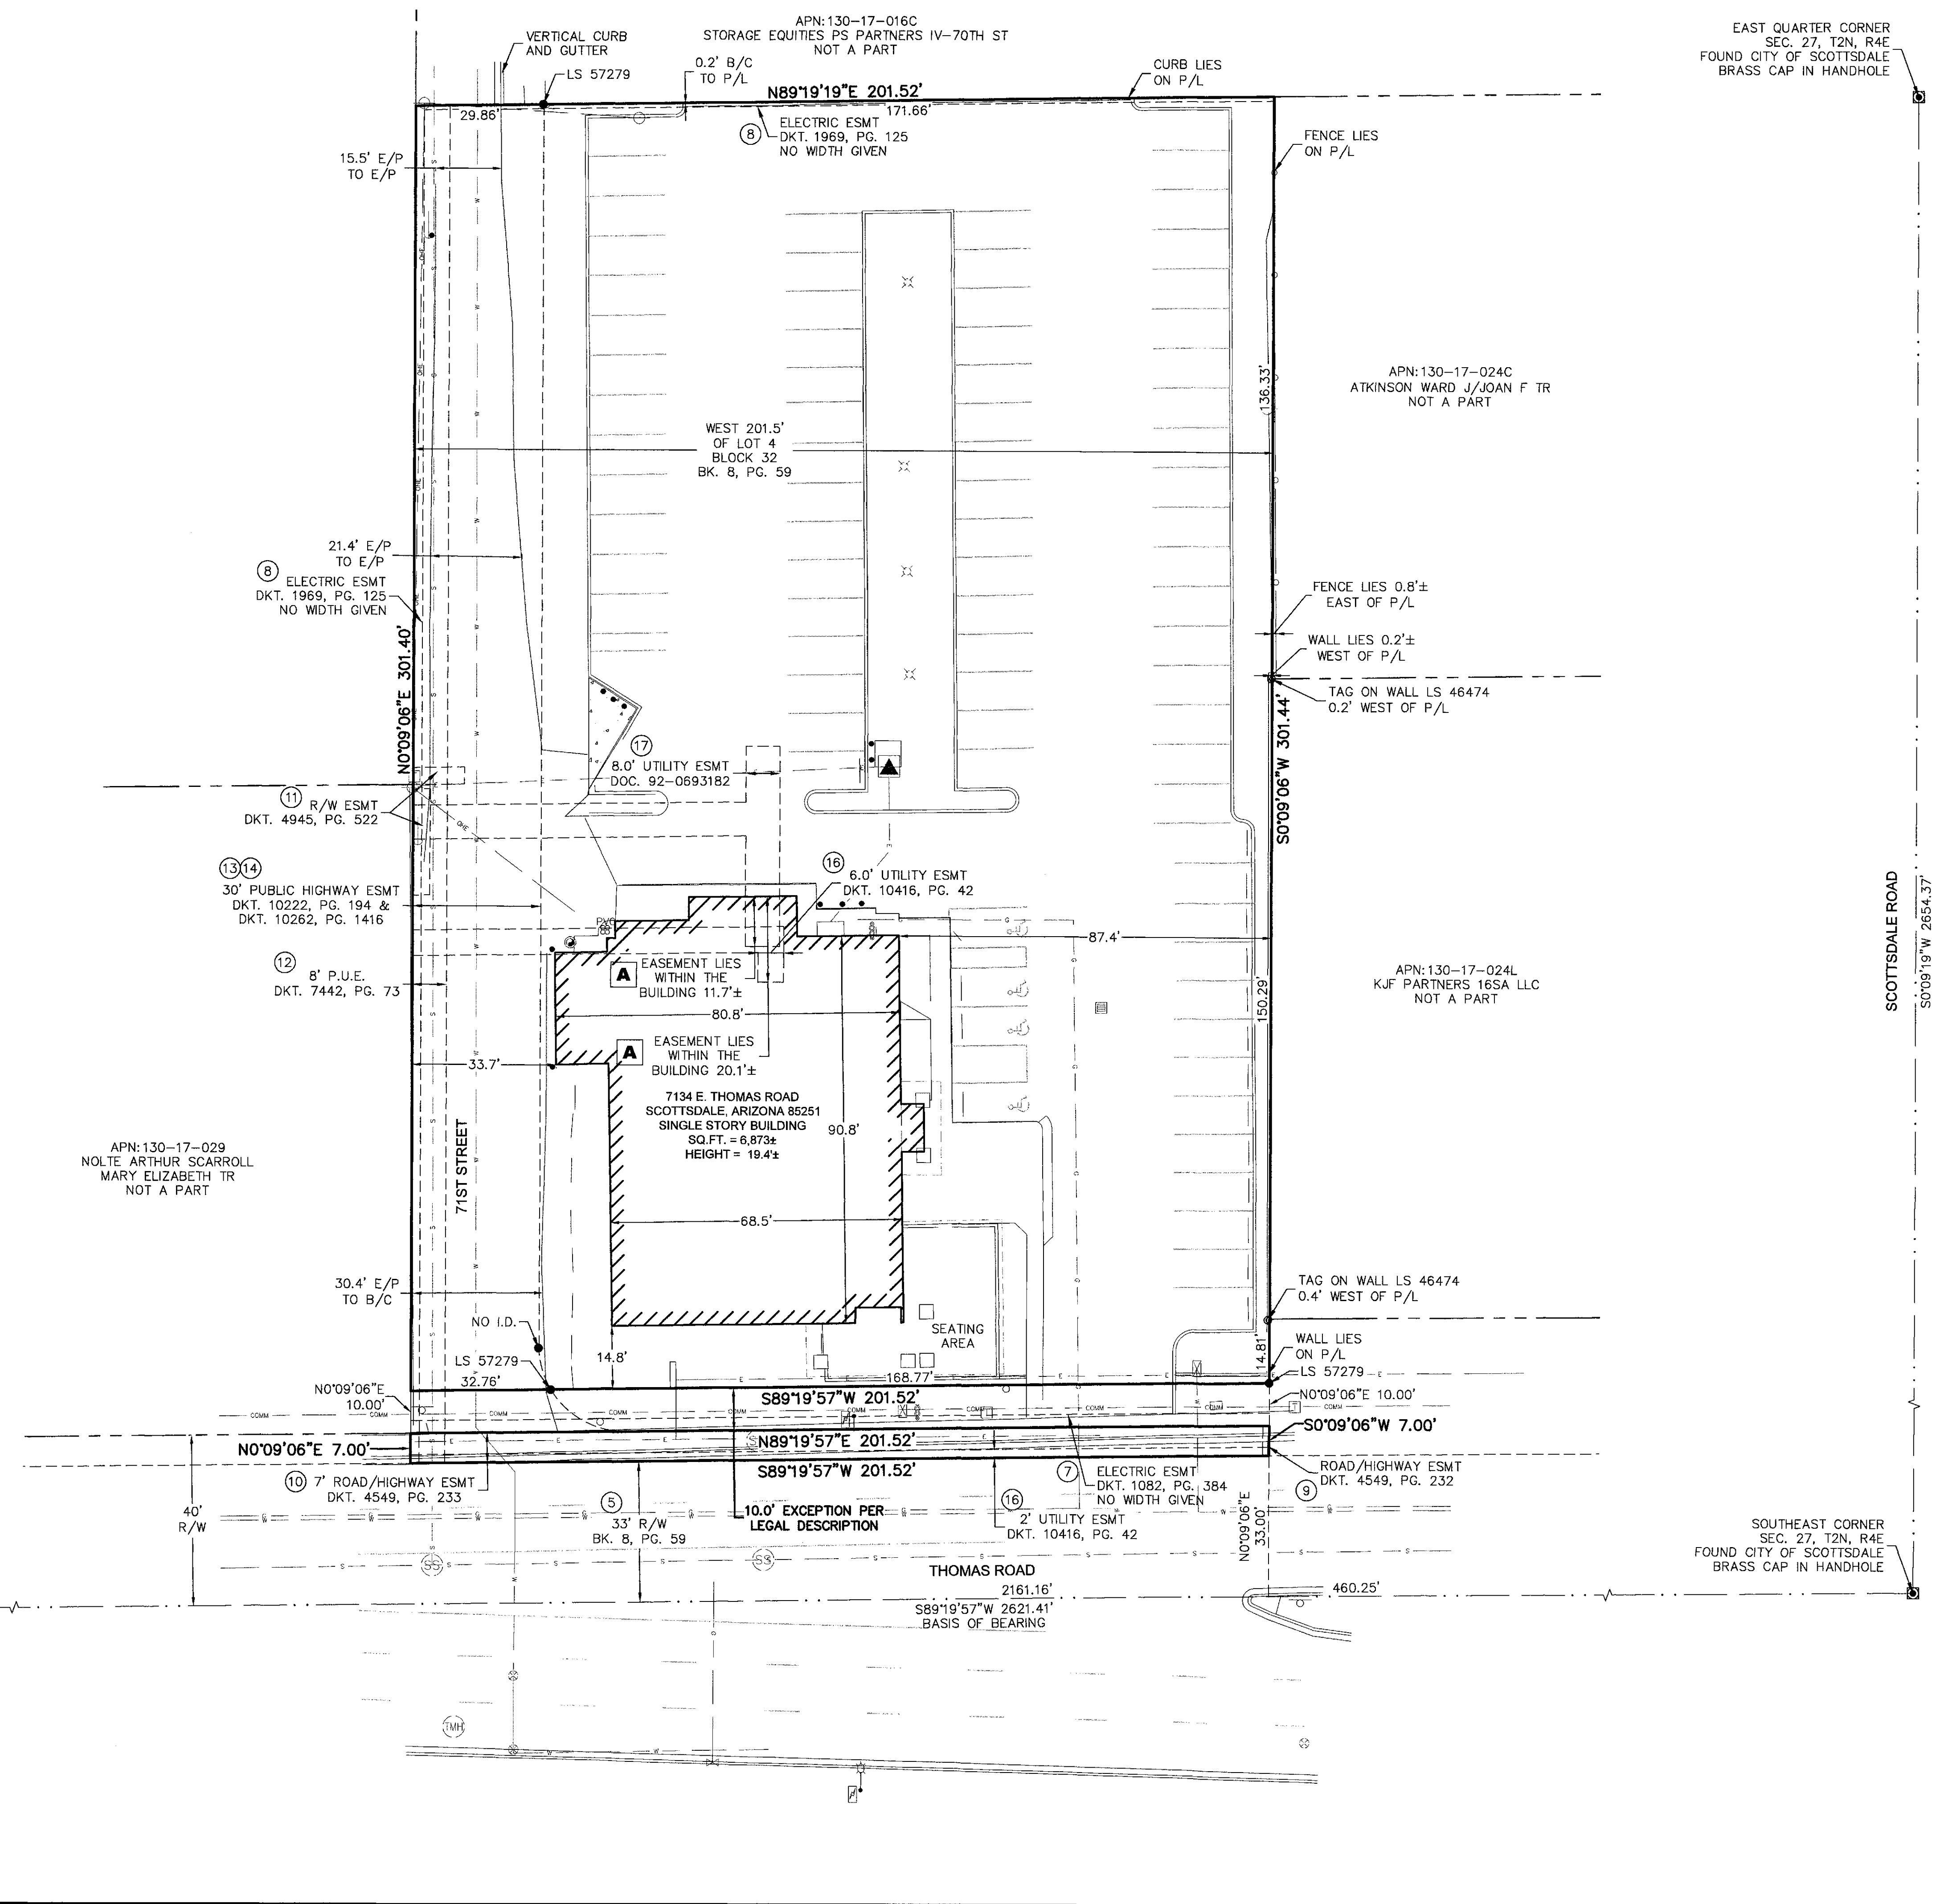 APN:130-17-016C
STORAGE EQUITIES PS PARTNERS IV-70TH ST
NOT A PART
VERTICAL CURB
AND GUTTER
LS 57279
0.2' B/C
TO P/L
CURB LIES
ON P/L
EAST QUARTER CORNER
SEC. 27, T2N, R4E
FOUND CITY OF SCOTTSDALE
BRASS CAP IN HANDHOLE
N89°19'19"E 201.52'
29.86'
171.66'
8
ELECTRIC ESMT
DKT. 1969, PG. 125
NO WIDTH GIVEN
FENCE LIES
ON P/L
15.5' E/P
TO E/P
136.33'
APN:130-17-024C
ATKINSON WARD J/JOAN F TR
NOT A PART
WEST 201.5'
OF LOT 4
BLOCK 32
BK. 8, PG. 59
21.4' E/P
TO E/P
8
ELECTRIC ESMT
DKT. 1969, PG. 125
NO WIDTH GIVEN
N0°09'06"E 301.40'
FENCE LIES 0.8'±
EAST OF P/L
WALL LIES 0.2'±
WEST OF P/L
TAG ON WALL LS 46474
0.2' WEST OF P/L
S0°09'06"W 301.44'
17
8.0' UTILITY ESMT
DOC. 92-0693182
11
R/W ESMT
DKT. 4945, PG. 522
OHE
13
14
30' PUBLIC HIGHWAY ESMT
DKT. 10222, PG. 194 &
DKT. 10262, PG. 1416
16
6.0' UTILITY ESMT
DKT. 10416, PG. 42
PVC
87.4'
12
8' P.U.E.
DKT. 7442, PG. 73
A
EASEMENT LIES
WITHIN THE
BUILDING 11.7'±
80.8'
A
EASEMENT LIES
WITHIN THE
BUILDING 20.1'±
33.7'
150.29'
APN:130-17-024L
KJF PARTNERS 16SA LLC
NOT A PART
SCOTTSDALE ROAD
S0°09'19"W 2654.37'
7134 E. THOMAS ROAD
SCOTTSDALE, ARIZONA 85251
SINGLE STORY BUILDING
SQ.FT. = 6,873±
HEIGHT = 19.4'±
90.8'
68.5'
71ST STREET
APN:130-17-029
NOLTE ARTHUR SCARROLL
MARY ELIZABETH TR
NOT A PART
30.4' E/P
TO B/C
NO I.D.
LS 57279
32.76'
14.8'
SEATING
AREA
168.77'
14.81'
TAG ON WALL LS 46474
0.4' WEST OF P/L
WALL LIES
ON P/L
LS 57279
N0°09'06"E
10.00'
S89°19'57"W 201.52'
N0°09'06"E 10.00'
COMM COMM COMM COMM COMM COMM COMM COMM COMM
N0°09'06"E 7.00'
N89°19'57"E 201.52'
S0°09'06"W 7.00'
S89°19'57"W 201.52'
10
7' ROAD/HIGHWAY ESMT
DKT. 4549, PG. 233
7
ELECTRIC ESMT
DKT. 1082, PG. 384
NO WIDTH GIVEN
ROAD/HIGHWAY ESMT
DKT. 4549, PG. 232
9
40'
R/W
5
33' R/W
BK. 8, PG. 59
10.0' EXCEPTION PER
LEGAL DESCRIPTION
16
2' UTILITY ESMT
DKT. 10416, PG. 42
N0°09'06"E
33.00'
SOUTHEAST CORNER
SEC. 27, T2N, R4E
FOUND CITY OF SCOTTSDALE
BRASS CAP IN HANDHOLE
SS
SS
THOMAS ROAD
2161.16'
460.25'
S89°19'57"W 2621.41'
BASIS OF BEARING
TMH